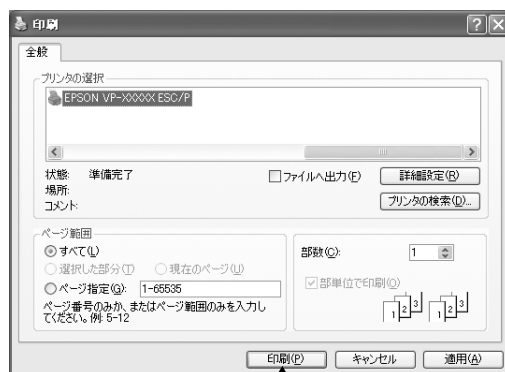 印刷
全般
プリンタの選択
EPSON VP-XXXXX ESC/P
状態: 準備完了
場所:
コメント:
ファイルへ出力(F)
詳細設定(R)
プリンタの検索(D)...
ページ範囲
すべて(L)
選択した部分(T) 現在のページ(U)
ページ指定(G): 1-65535
ページ番号のみか、またはページ範囲のみを入力し
てください。例: 5-12
部数(C): 1
部単位で印刷(O)
1 2 3 1 2 3
印刷(P) キャンセル 適用(A)